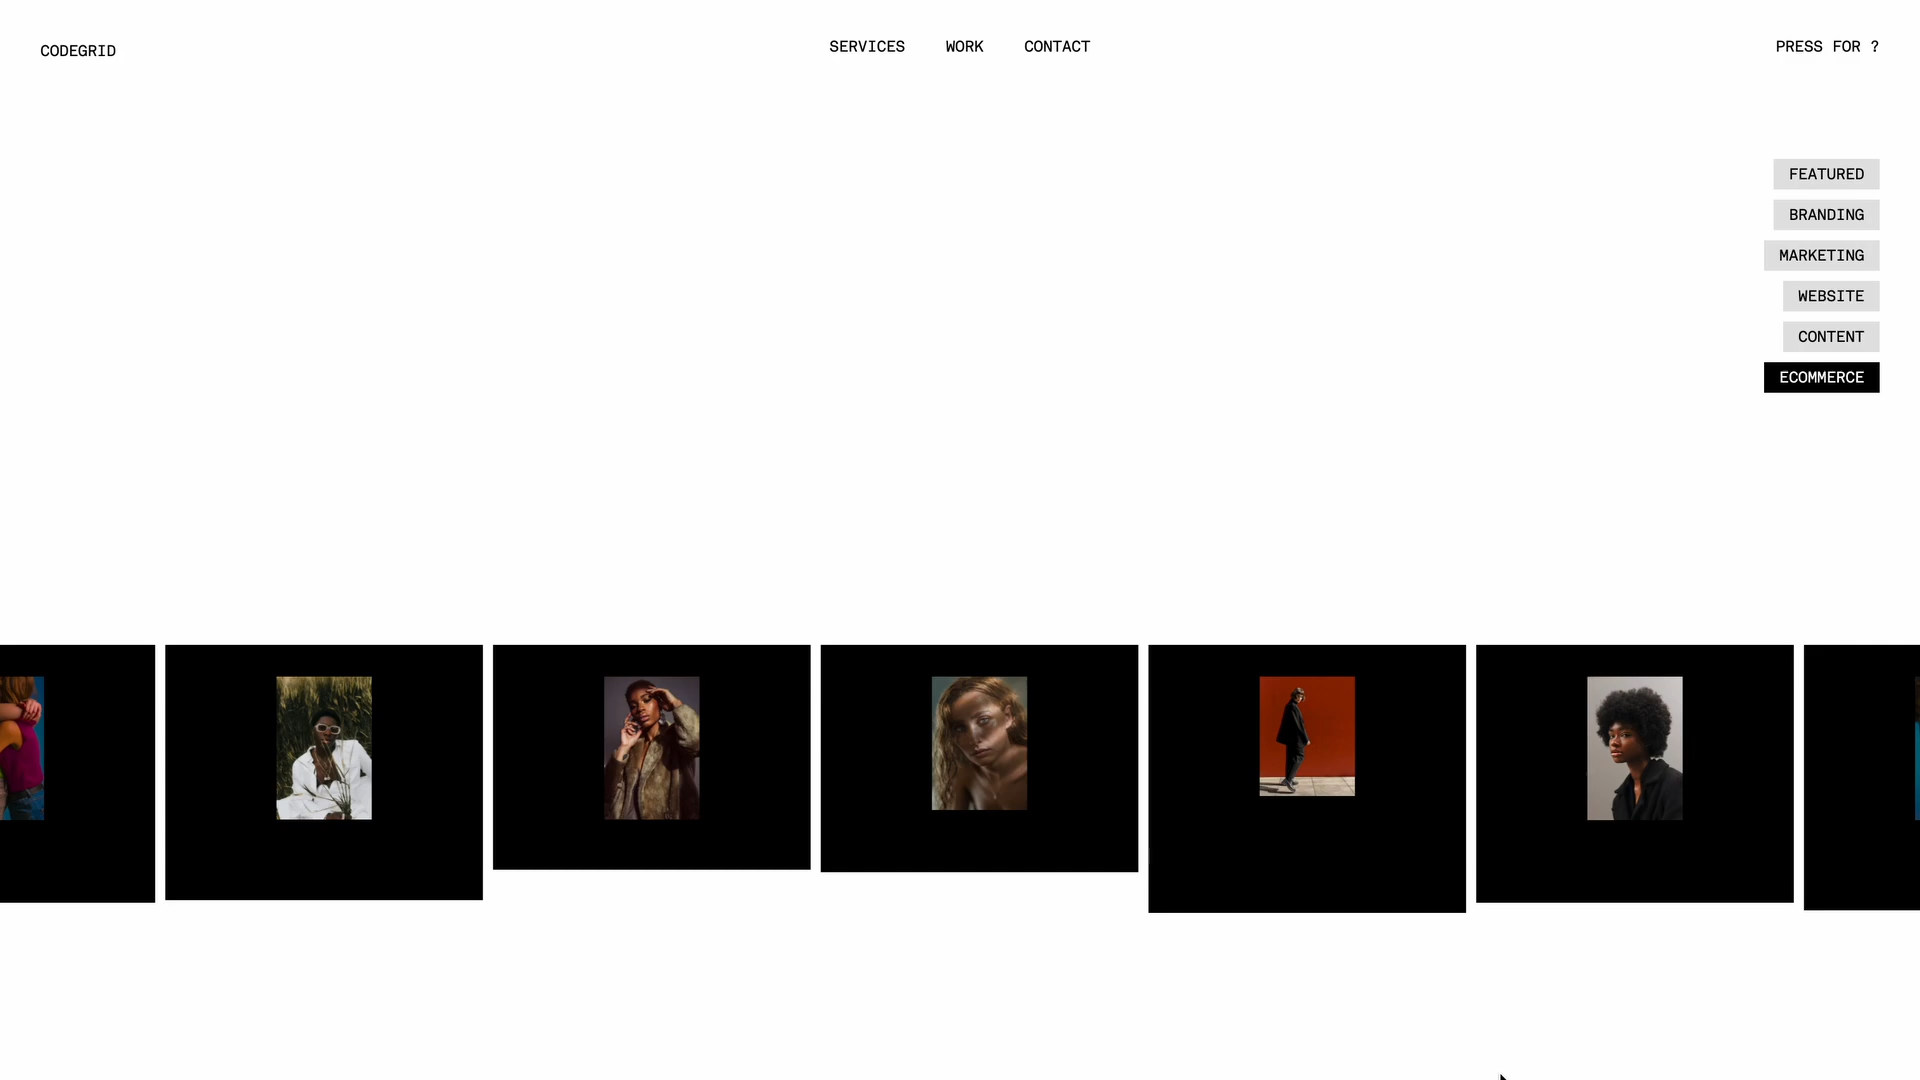 CODEGRID
SERVICES WORK CONTACT
PRESS FOR ?
FEATURED
BRANDING
MARKETING
WEBSITE
CONTENT
ECOMMERCE